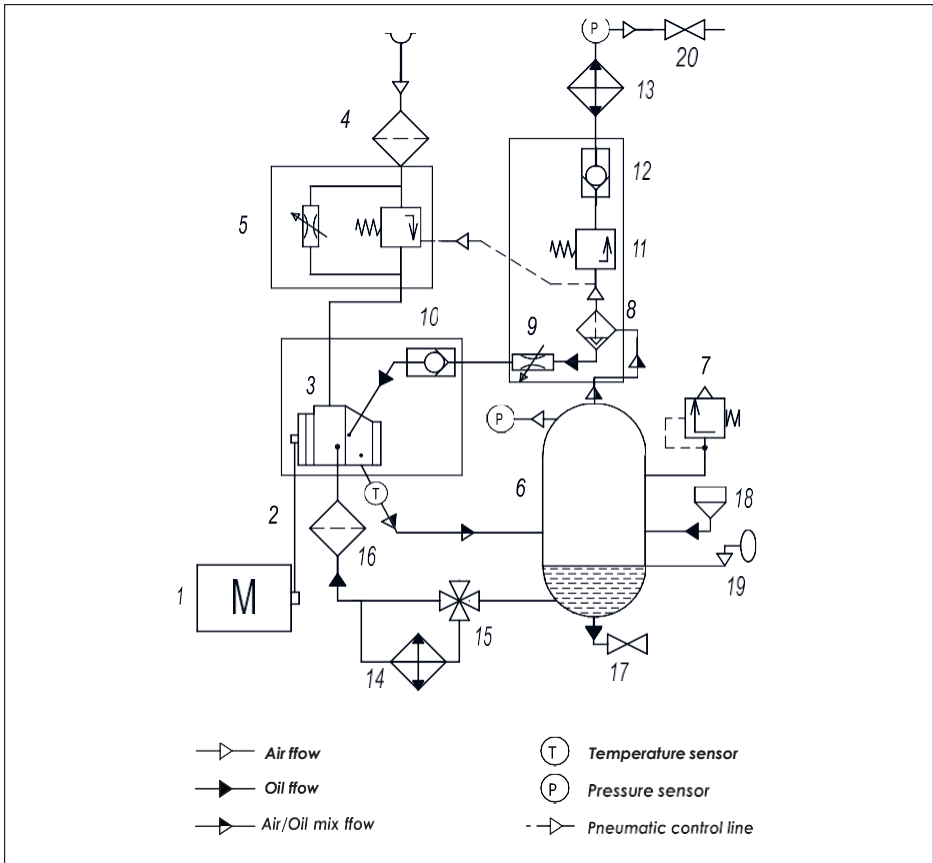 P
20
13
4
12
5
11
8
10
9
7
3
P
6
18
T
2
16
19
1
M
15
14
17
Air ffow
T Temperature sensor
Oil ffow
P Pressure sensor
Air/Oil mix ffow
Pneumatic control line